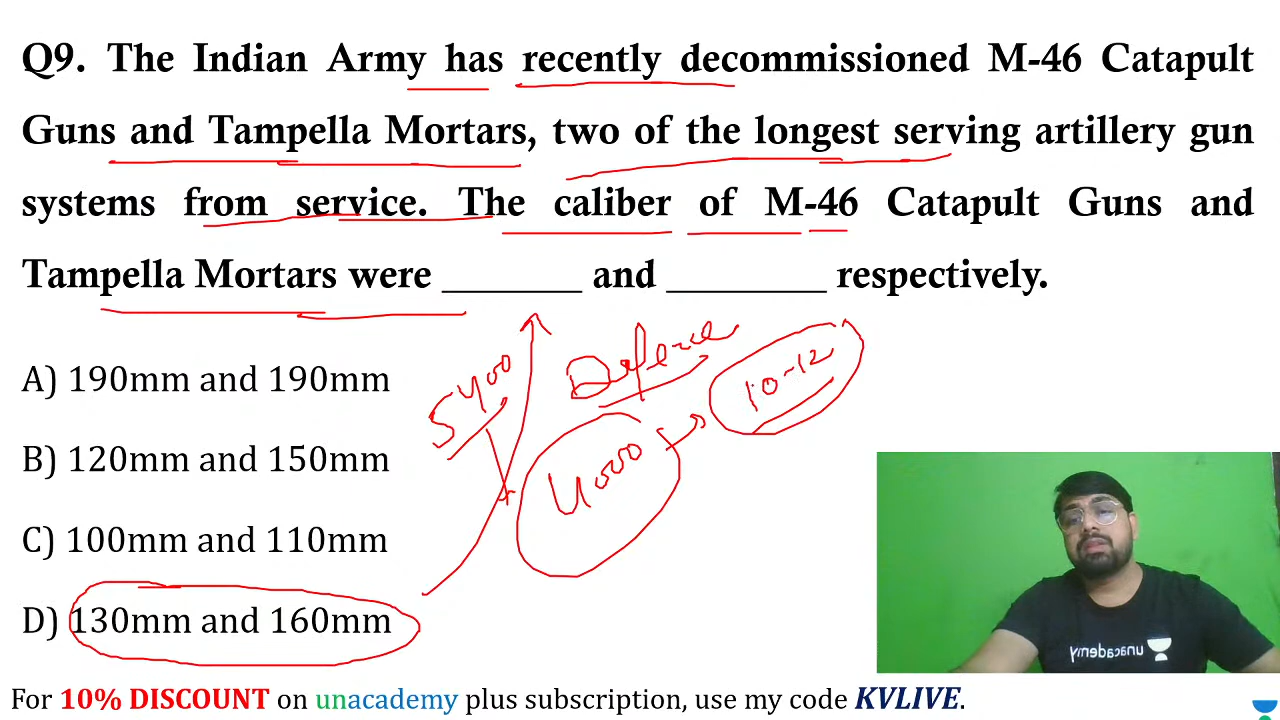 Q9. The Indian Army has recently decommissioned M-46 Catapult
Guns and Tampella Mortars, two of the longest serving artillery gun
systems from service. The caliber of M-46 Catapult Guns and
Tampella Mortars were _______ and ________ respectively.
A) 190mm and 190mm
B) 120mm and 150mm
C) 100mm and 110mm
D) 130mm and 160mm
5400
Defence
10-12
4000
unacademy
For 10% DISCOUNT on unacademy plus subscription, use my code KVLIVE.